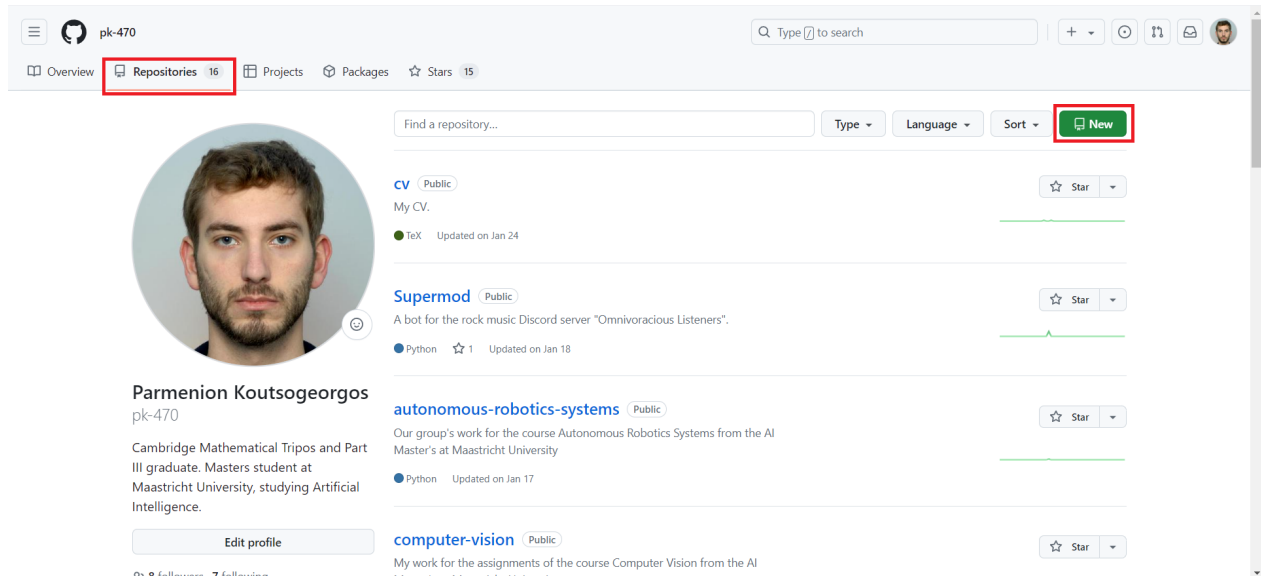 pk-470
Type / to search
Overview
Repositories 16
Projects
Packages
Stars 15
Find a repository...
Type
Language
Sort
New
cv Public
My CV.
TeX Updated on Jan 24
Star
Supermod Public
A bot for the rock music Discord server "Omnivoracious Listeners".
Python 1 Updated on Jan 18
Star
autonomous-robotics-systems Public
Our group's work for the course Autonomous Robotics Systems from the AI
Master's at Maastricht University
Python Updated on Jan 17
Star
computer-vision Public
My work for the assignments of the course Computer Vision from the AI
Star
Parmenion Koutsogeorgos
pk-470
Cambridge Mathematical Tripos and Part
III graduate. Masters student at
Maastricht University, studying Artificial
Intelligence.
Edit profile
8 followers · 7 following